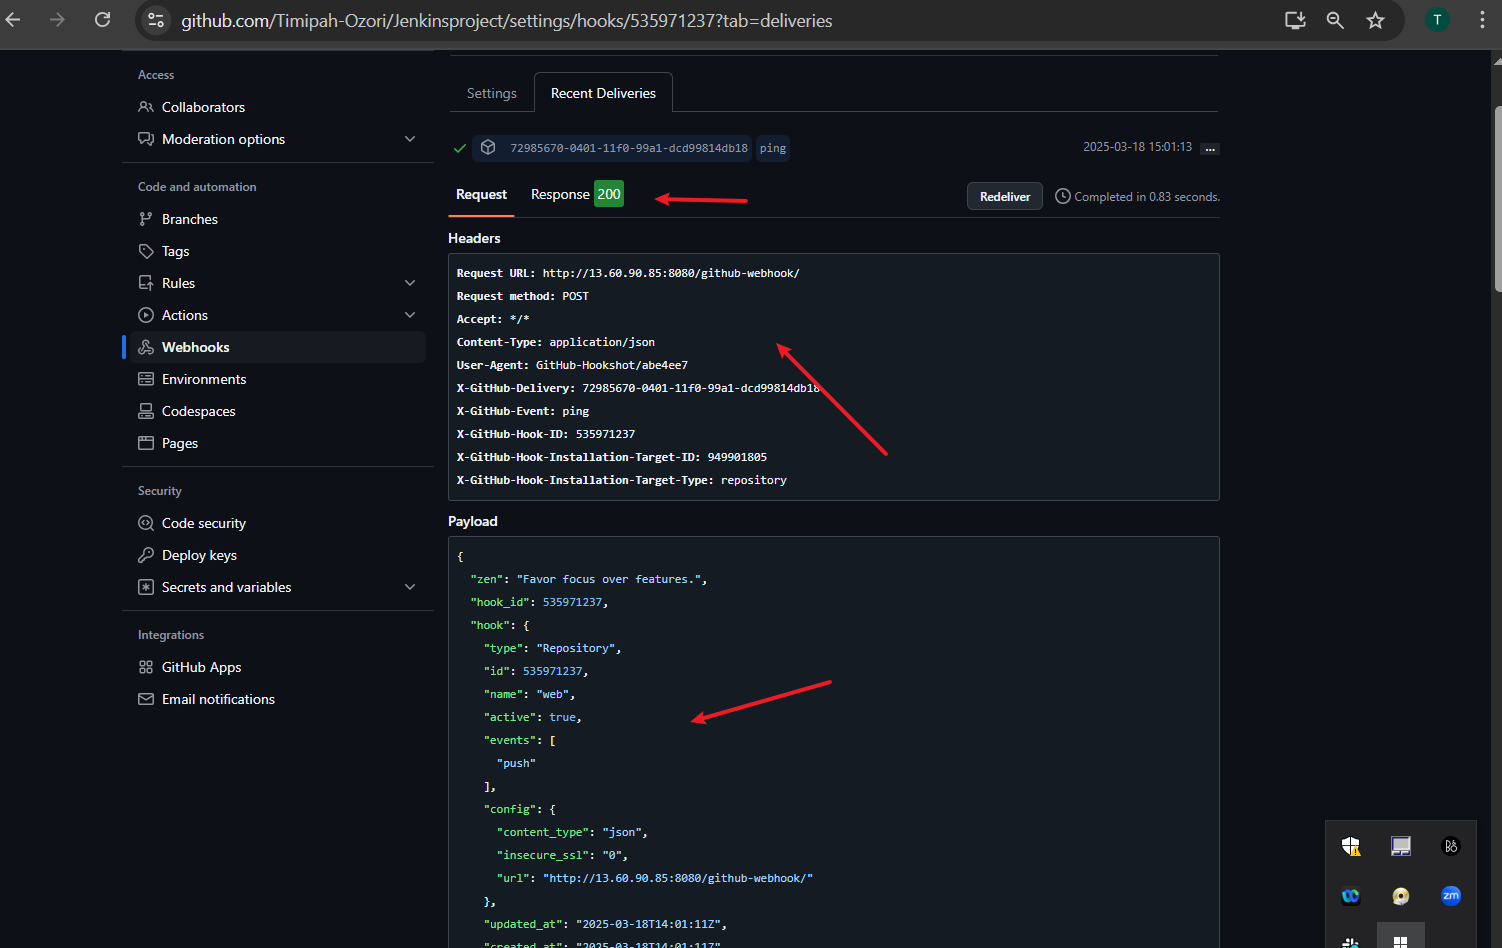 github.com/Timipah-Ozori/Jenkinsproject/settings/hooks/535971237?tab=deliveries
T
Access
Collaborators
Moderation options
Code and automation
Branches
Tags
Rules
Actions
Webhooks
Environments
Codespaces
Pages
Security
Code security
Deploy keys
Secrets and variables
Integrations
GitHub Apps
Email notifications
Settings
Recent Deliveries
72985670-0401-11f0-99a1-dcd99814db18 ping
2025-03-18 15:01:13 ...
Request
Response 200
Redeliver
Completed in 0.83 seconds.
Headers
Request URL: http://13.60.90.85:8080/github-webhook/
Request method: POST
Accept: */*
Content-Type: application/json
User-Agent: GitHub-Hookshot/abe4ee7
X-GitHub-Delivery: 72985670-0401-11f0-99a1-dcd99814db18
X-GitHub-Event: ping
X-GitHub-Hook-ID: 535971237
X-GitHub-Hook-Installation-Target-ID: 949901805
X-GitHub-Hook-Installation-Target-Type: repository
Payload
{
"zen": "Favor focus over features.",
"hook_id": 535971237,
"hook": {
"type": "Repository",
"id": 535971237,
"name": "web",
"active": true,
"events": [
"push"
],
"config": {
"content_type": "json",
"insecure_ssl": "0",
"url": "http://13.60.90.85:8080/github-webhook/"
},
"updated_at": "2025-03-18T14:01:11Z",
"created_at": "2025-03-18T14:01:11Z"
zm